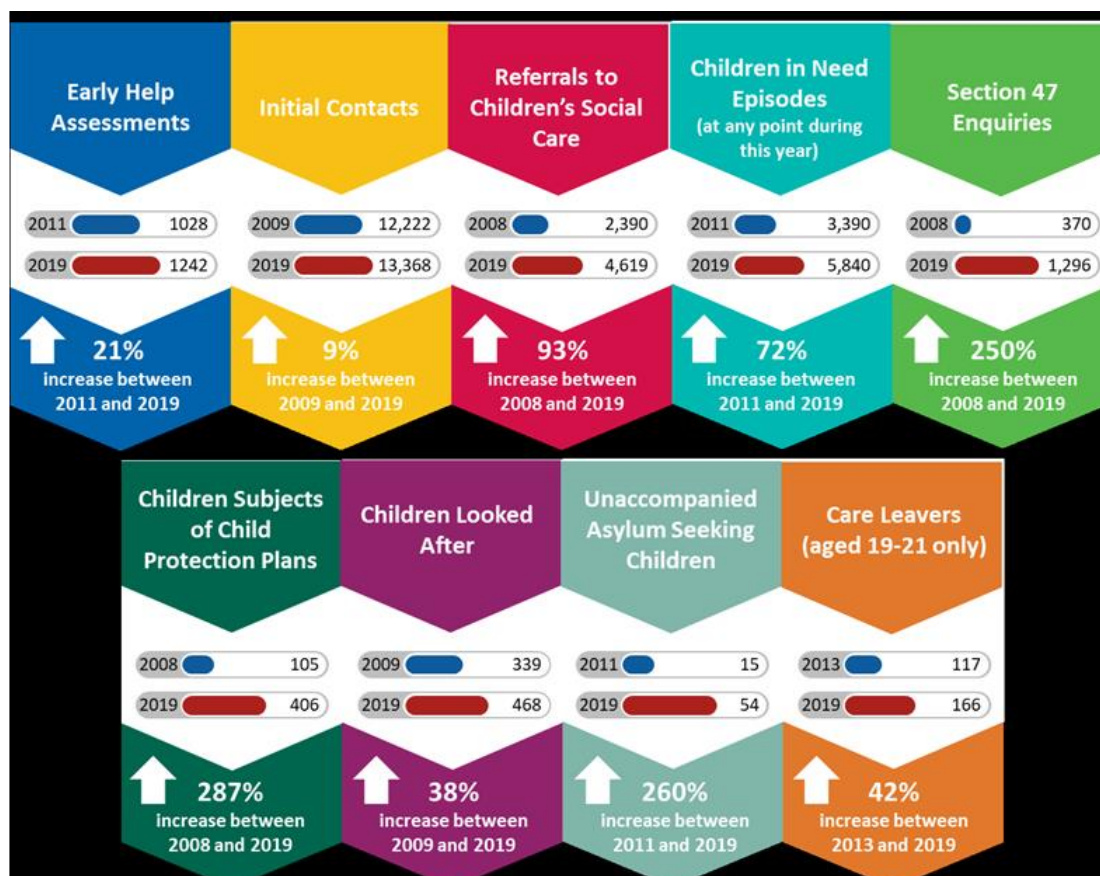 Early Help
Assessments
Initial Contacts
Referrals to
Children's Social
Care
Children in Need
Episodes
(at any point during
this year)
Section 47
Enquiries
2011 1028
2019 1242
2009 12,222
2019 13,368
2008 2,390
2019 4,619
2011 3,390
2019 5,840
2008 370
2019 1,296
21%
increase between
2011 and 2019
9%
increase between
2009 and 2019
93%
increase between
2008 and 2019
72%
increase between
2011 and 2019
250%
increase between
2008 and 2019
Children Subjects
of Child
Protection Plans
Children Looked
After
Unaccompanied
Asylum Seeking
Children
Care Leavers
(aged 19-21 only)
2008 105
2019 406
2009 339
2019 468
2011 15
2019 54
2013 117
2019 166
287%
increase between
2008 and 2019
38%
increase between
2009 and 2019
260%
increase between
2011 and 2019
42%
increase between
2013 and 2019